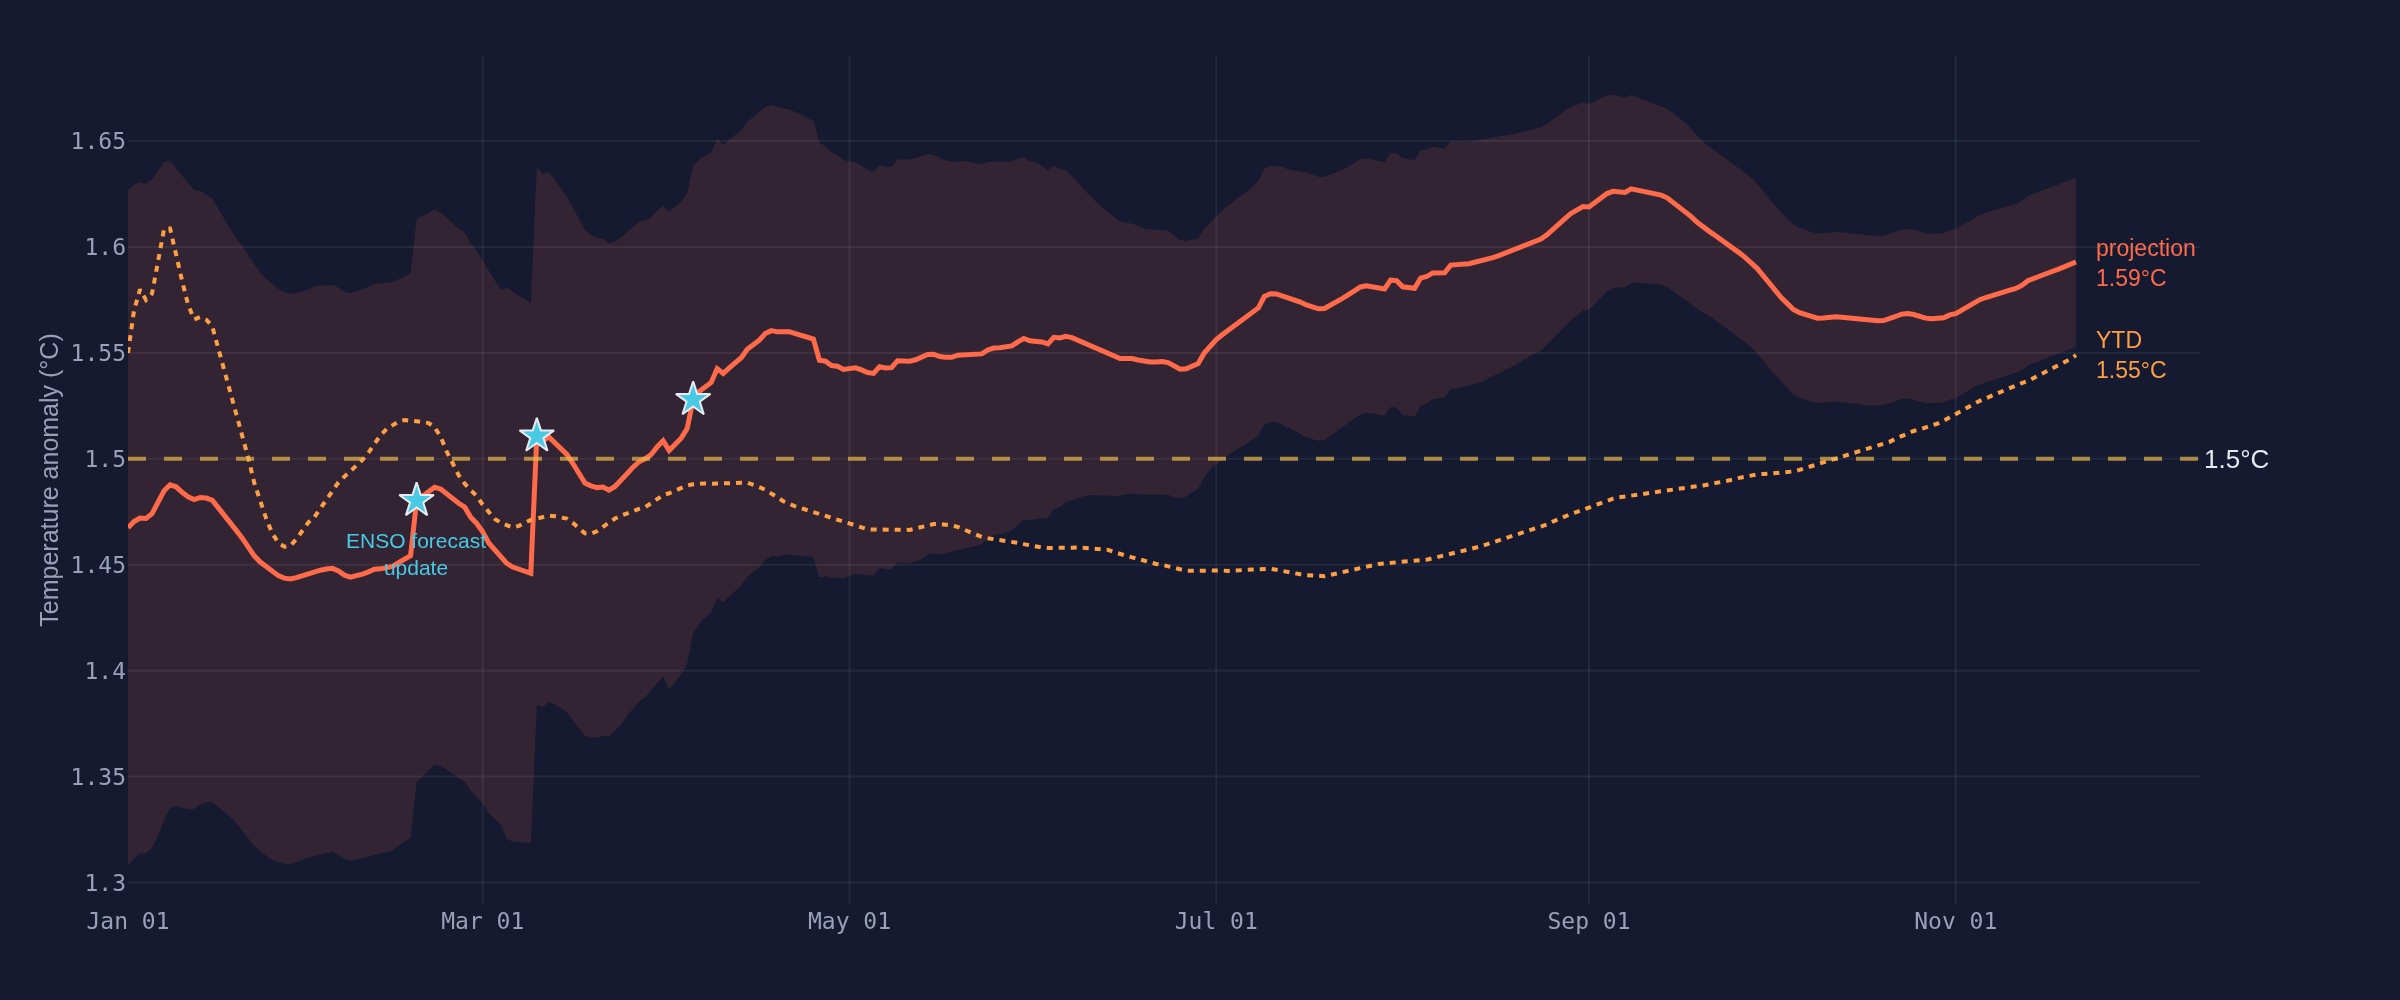 Temperature anomaly (°C)
1.65
1.6
1.55
1.5
1.45
1.4
1.35
1.3
Jan 01
Mar 01
May 01
Jul 01
Sep 01
Nov 01
ENSO forecast
update
projection
1.59°C
YTD
1.55°C
1.5°C